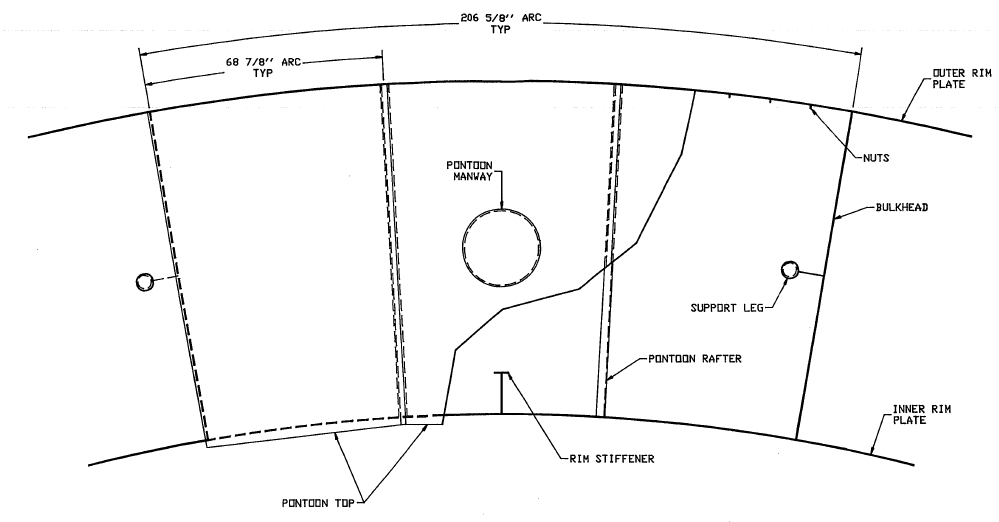 206 5/8'' ARC
TYP
68 7/8'' ARC
TYP
OUTER RIM
PLATE
NUTS
PONTOON
MANWAY
BULKHEAD
SUPPORT LEG
PONTOON RAFTER
INNER RIM
PLATE
RIM STIFFENER
PONTOON TOP